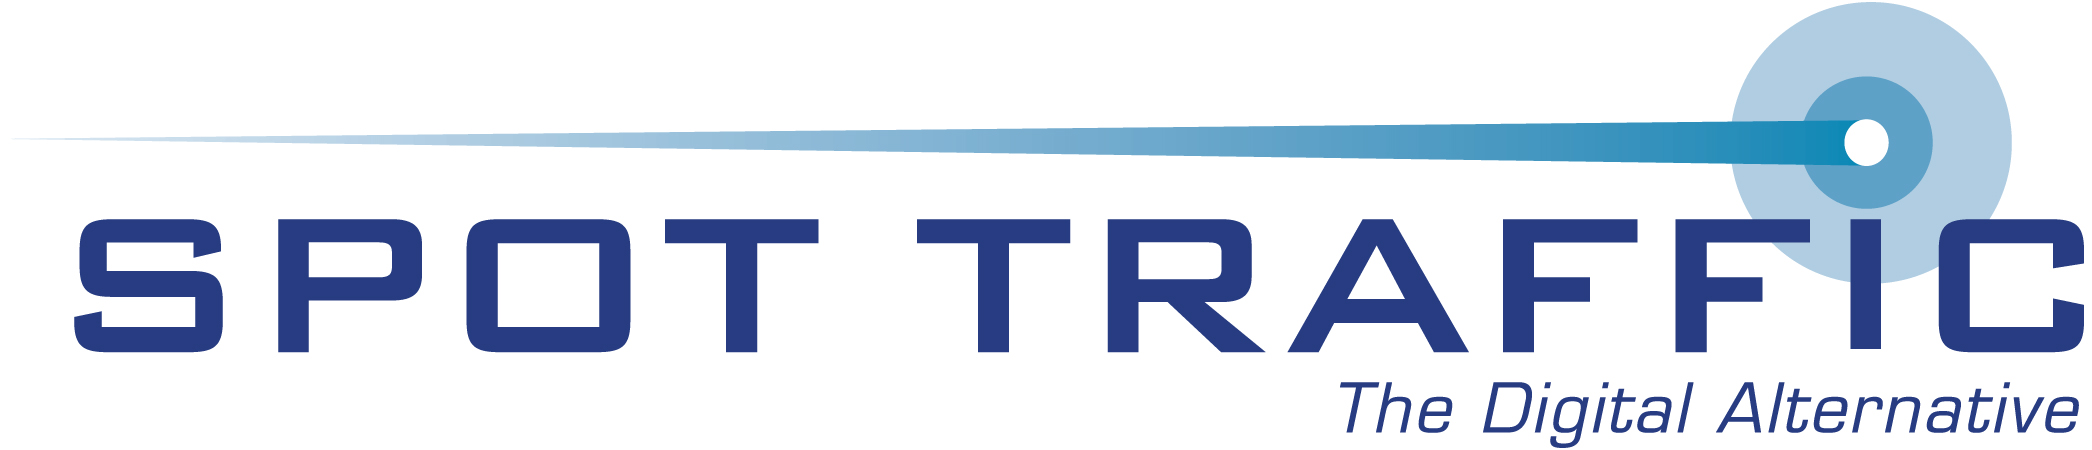 SPOT TRAFFIC
The Digital Alternative